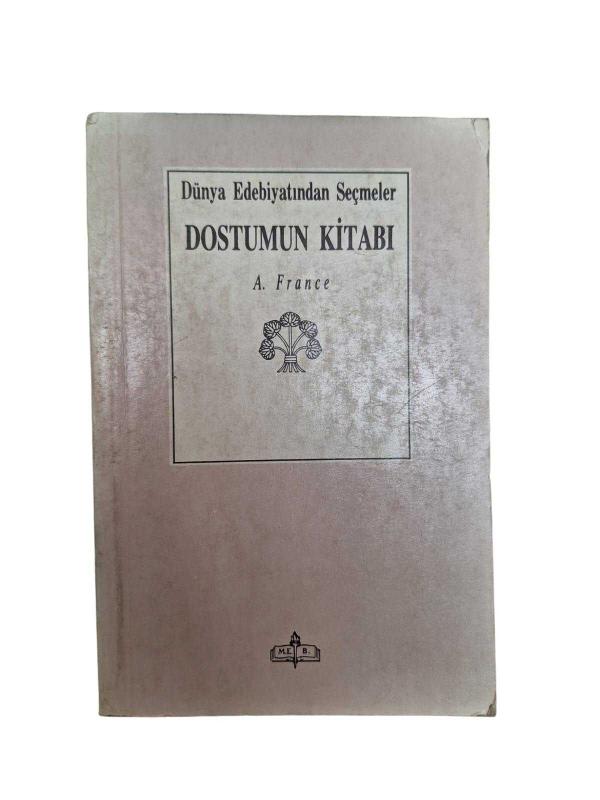 Dünya Edebiyatından Seçmeler
DOSTUMUN KİTABI
A. France
M.E. B.